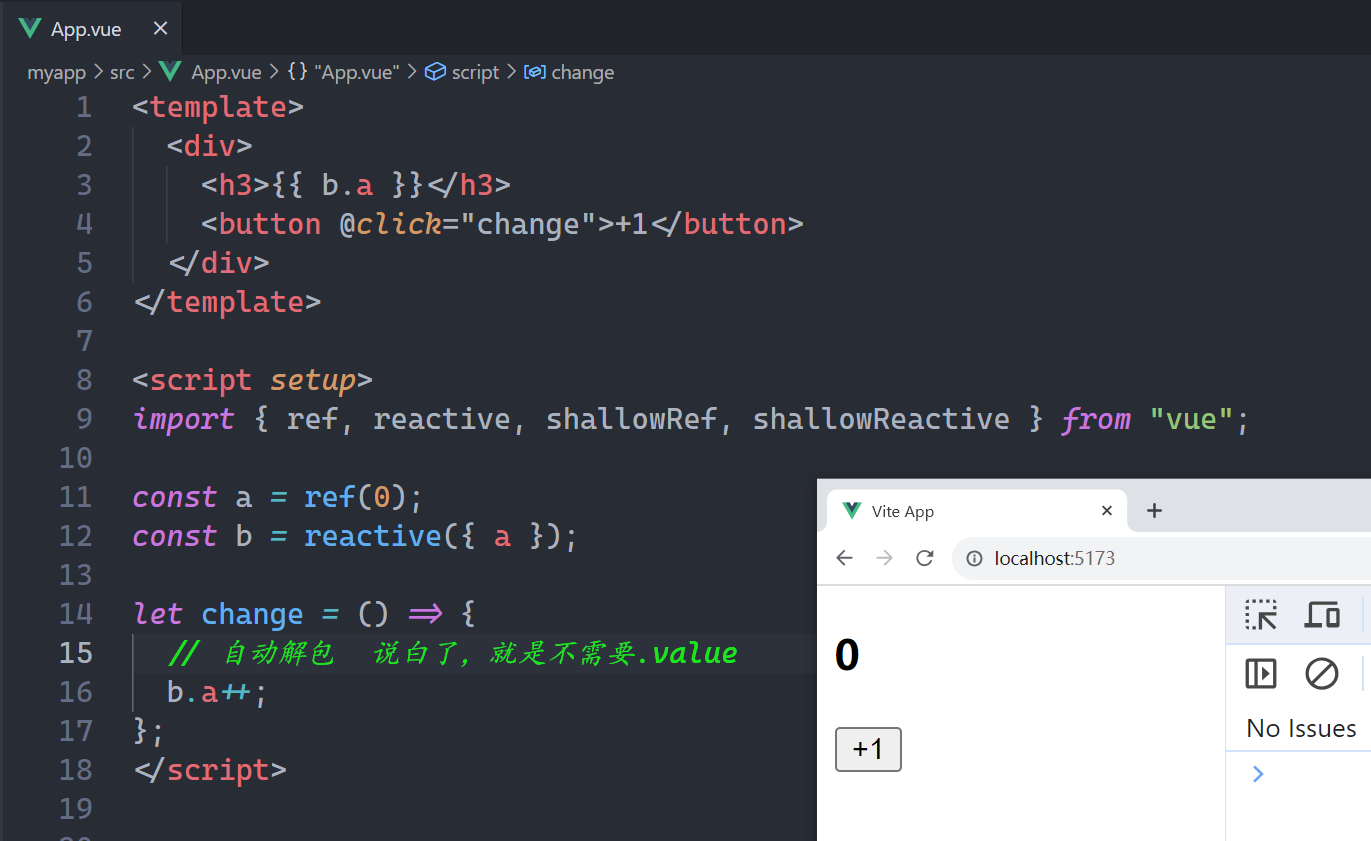 App.vue ×
myapp > src > App.vue > {} "App.vue" > script > change
1 <template>
2   <div>
3     <h3>{{ b.a }}</h3>
4     <button @click="change">+1</button>
5   </div>
6 </template>
7
8 <script setup>
9 import { ref, reactive, shallowRef, shallowReactive } from "vue";
10
11 const a = ref(0);
12 const b = reactive({ a });
13
14 let change = () => {
15   // 自动解包  说白了，就是不需要.value
16   b.a++;
17 };
18 </script>
19
Vite App × +
localhost:5173
0
+1
No Issues
>